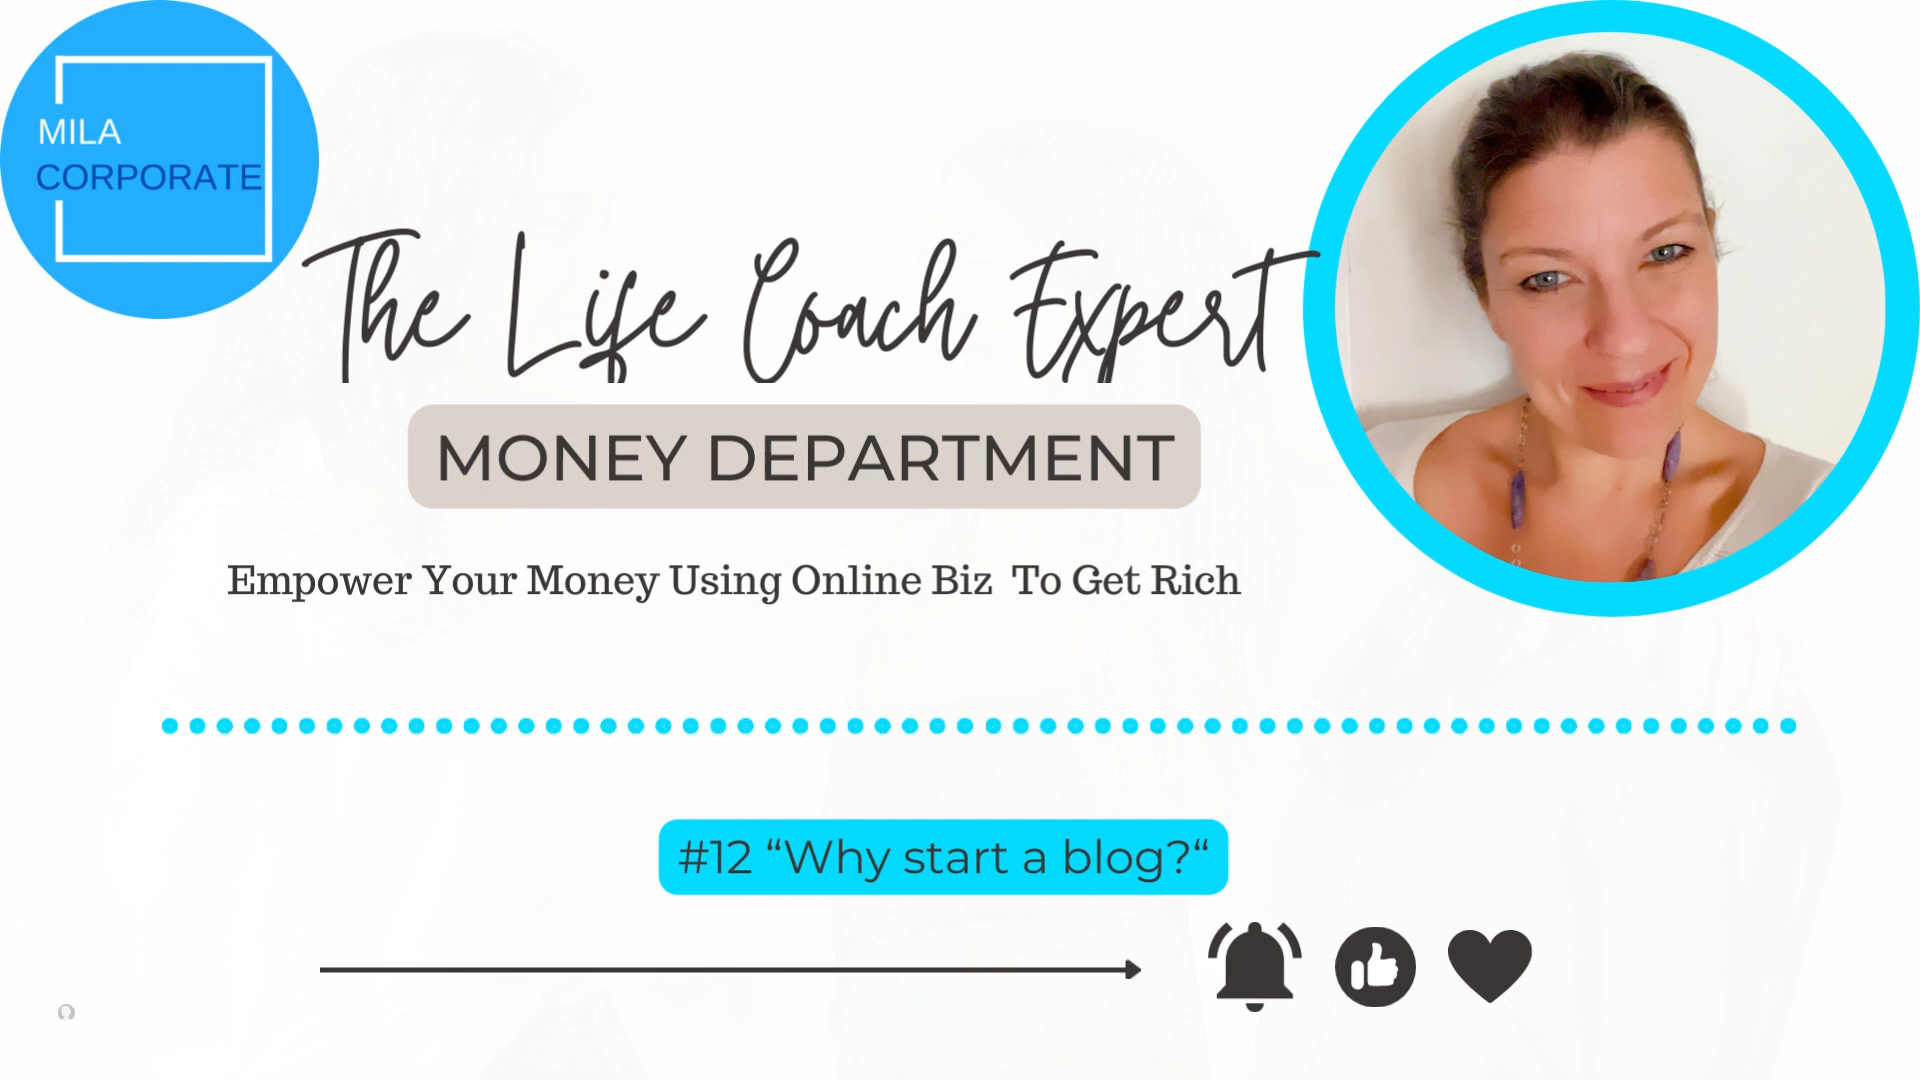 MILA
CORPORATE
The Life Coach Expert
MONEY DEPARTMENT
Empower Your Money Using Online Biz To Get Rich
#12 “Why start a blog?“